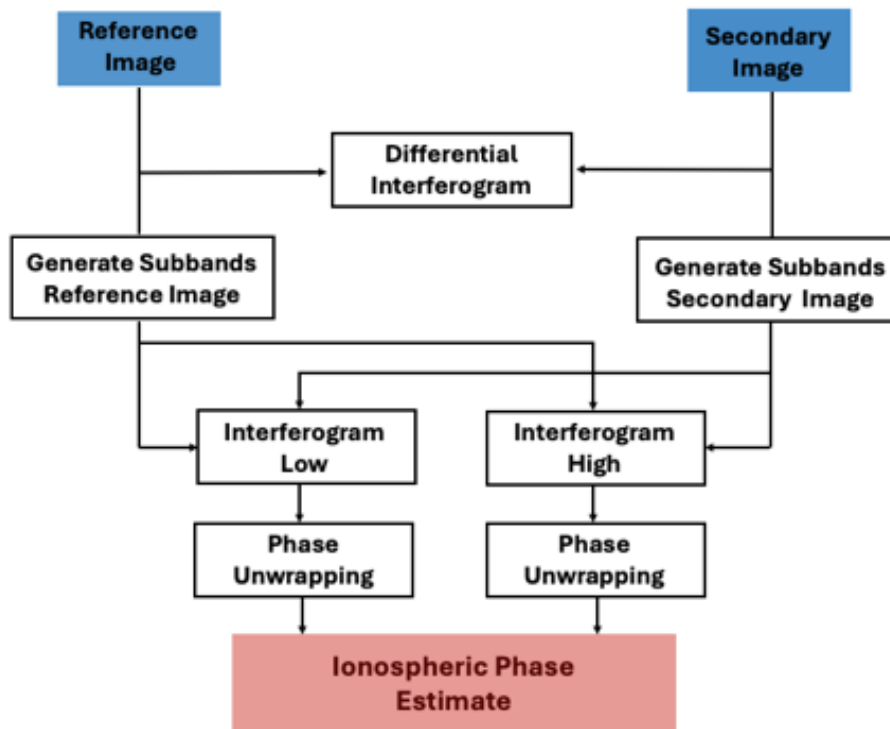 Reference
Image
Secondary
Image
Differential
Interferogram
Generate Subbands
Reference Image
Generate Subbands
Secondary Image
Interferogram
Low
Interferogram
High
Phase
Unwrapping
Phase
Unwrapping
Ionospheric Phase
Estimate